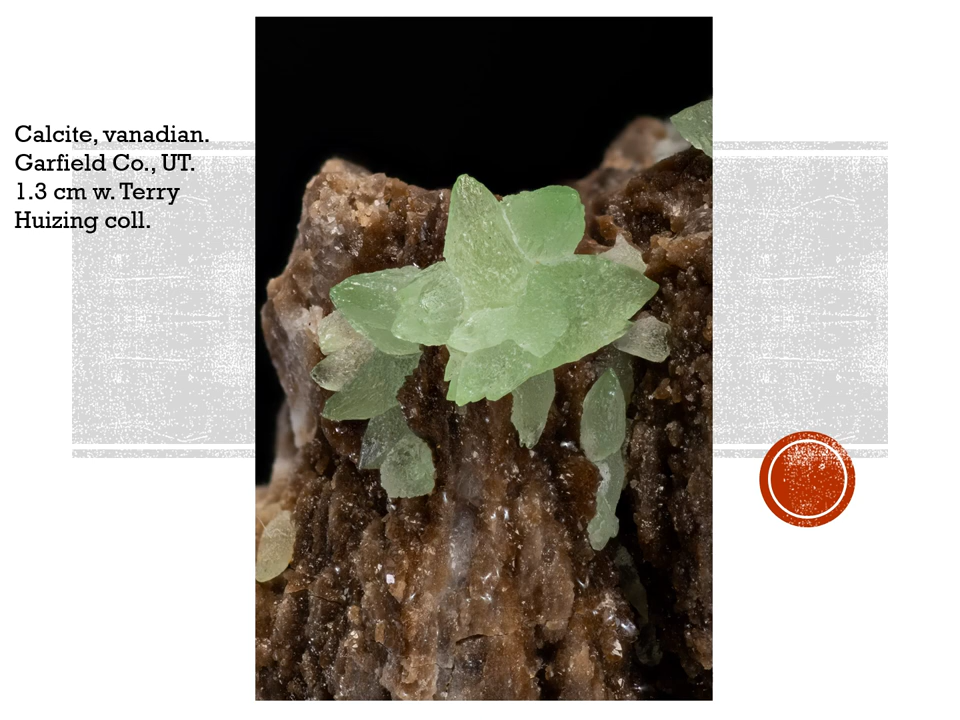 Calcite, vanadian.
Garfield Co., UT.
1.3 cm w. Terry
Huizing coll.